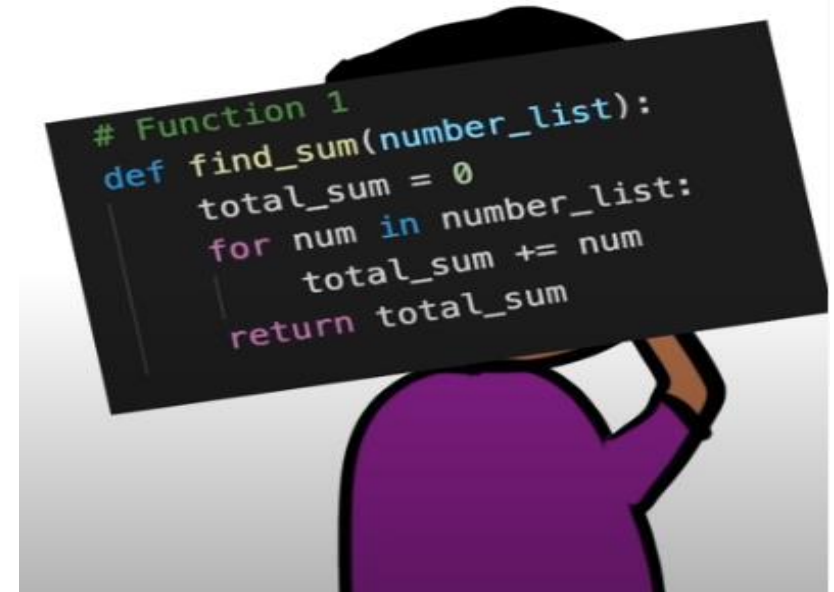 # Function 1
def find_sum(number_list):
    total_sum = 0
    for num in number_list:
        total_sum += num
    return total_sum